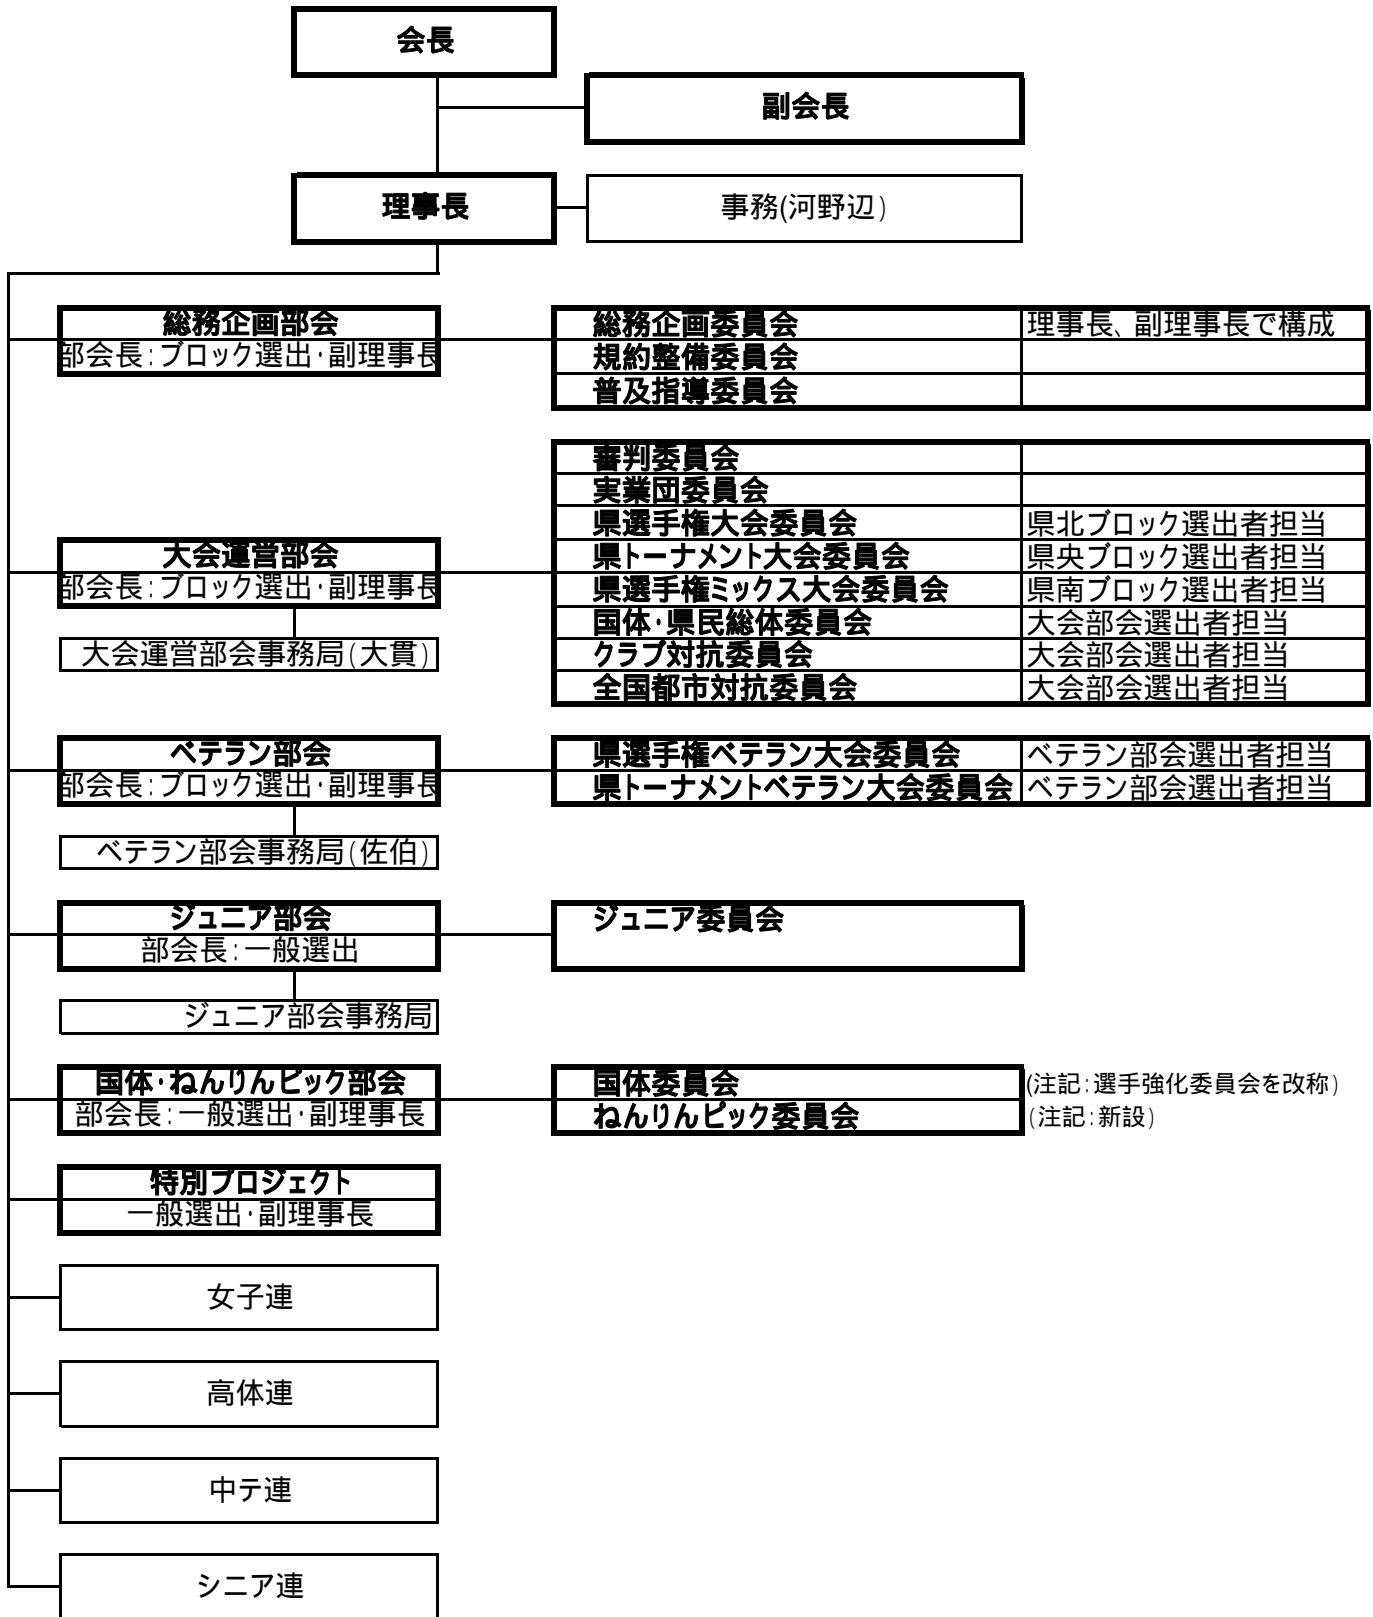 会長
副会長
理事長
事務(河野辺)
総務企画部会
部会長:ブロック選出・副理事長
総務企画委員会
理事長、副理事長で構成
規約整備委員会
普及指導委員会
審判委員会
実業団委員会
県選手権大会委員会
県北ブロック選出者担当
大会運営部会
部会長:ブロック選出・副理事長
県トーナメント大会委員会
県央ブロック選出者担当
県選手権ミックス大会委員会
県南ブロック選出者担当
国体・県民総体委員会
大会部会選出者担当
大会運営部会事務局(大貫)
クラブ対抗委員会
大会部会選出者担当
全国都市対抗委員会
大会部会選出者担当
ベテラン部会
部会長:ブロック選出・副理事長
県選手権ベテラン大会委員会
ベテラン部会選出者担当
県トーナメントベテラン大会委員会
ベテラン部会選出者担当
ベテラン部会事務局(佐伯)
ジュニア部会
部会長:一般選出
ジュニア委員会
ジュニア部会事務局
国体・ねんりんピック部会
部会長:一般選出・副理事長
国体委員会
(注記:選手強化委員会を改称)
ねんりんピック委員会
(注記:新設)
特別プロジェクト
一般選出・副理事長
女子連
高体連
中テ連
シニア連